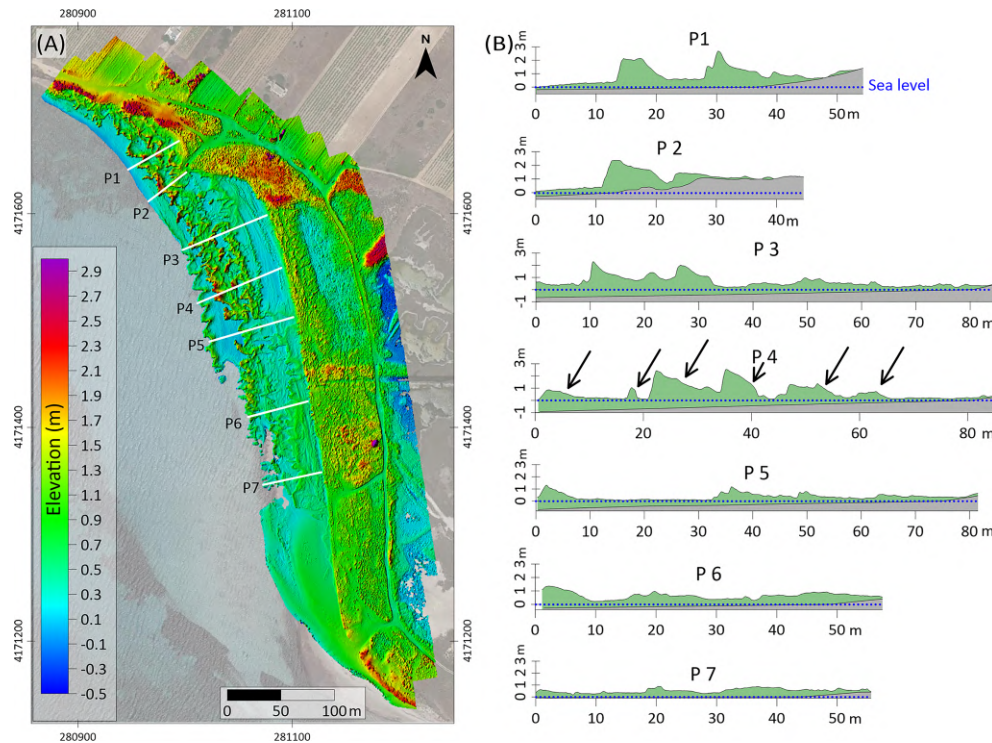 280900
281100
(A)
N
P1
P2
P3
P4
P5
P6
P7
4171600
4171400
4171200
4171600
4171400
4171200
Elevation (m)
2.9
2.7
2.5
2.3
2.1
1.9
1.7
1.5
1.3
1.1
0.9
0.7
0.5
0.3
0.1
-0.1
-0.3
-0.5
0 50 100 m
280900
281100
(B)
P1
0 1 2 3m
Sea level
0 10 20 30 40 50 m
P 2
0 1 2 3m
0 10 20 30 40 m
P 3
-1 1 3m
0 10 20 30 40 50 60 70 80 m
P 4
-1 1 3m
0 20 40 60 80 m
P 5
0 1 2 3m
0 10 20 30 40 50 60 70 80 m
P 6
0 1 2 3m
0 10 20 30 40 50 m
P 7
0 1 2 3m
0 10 20 30 40 50 m